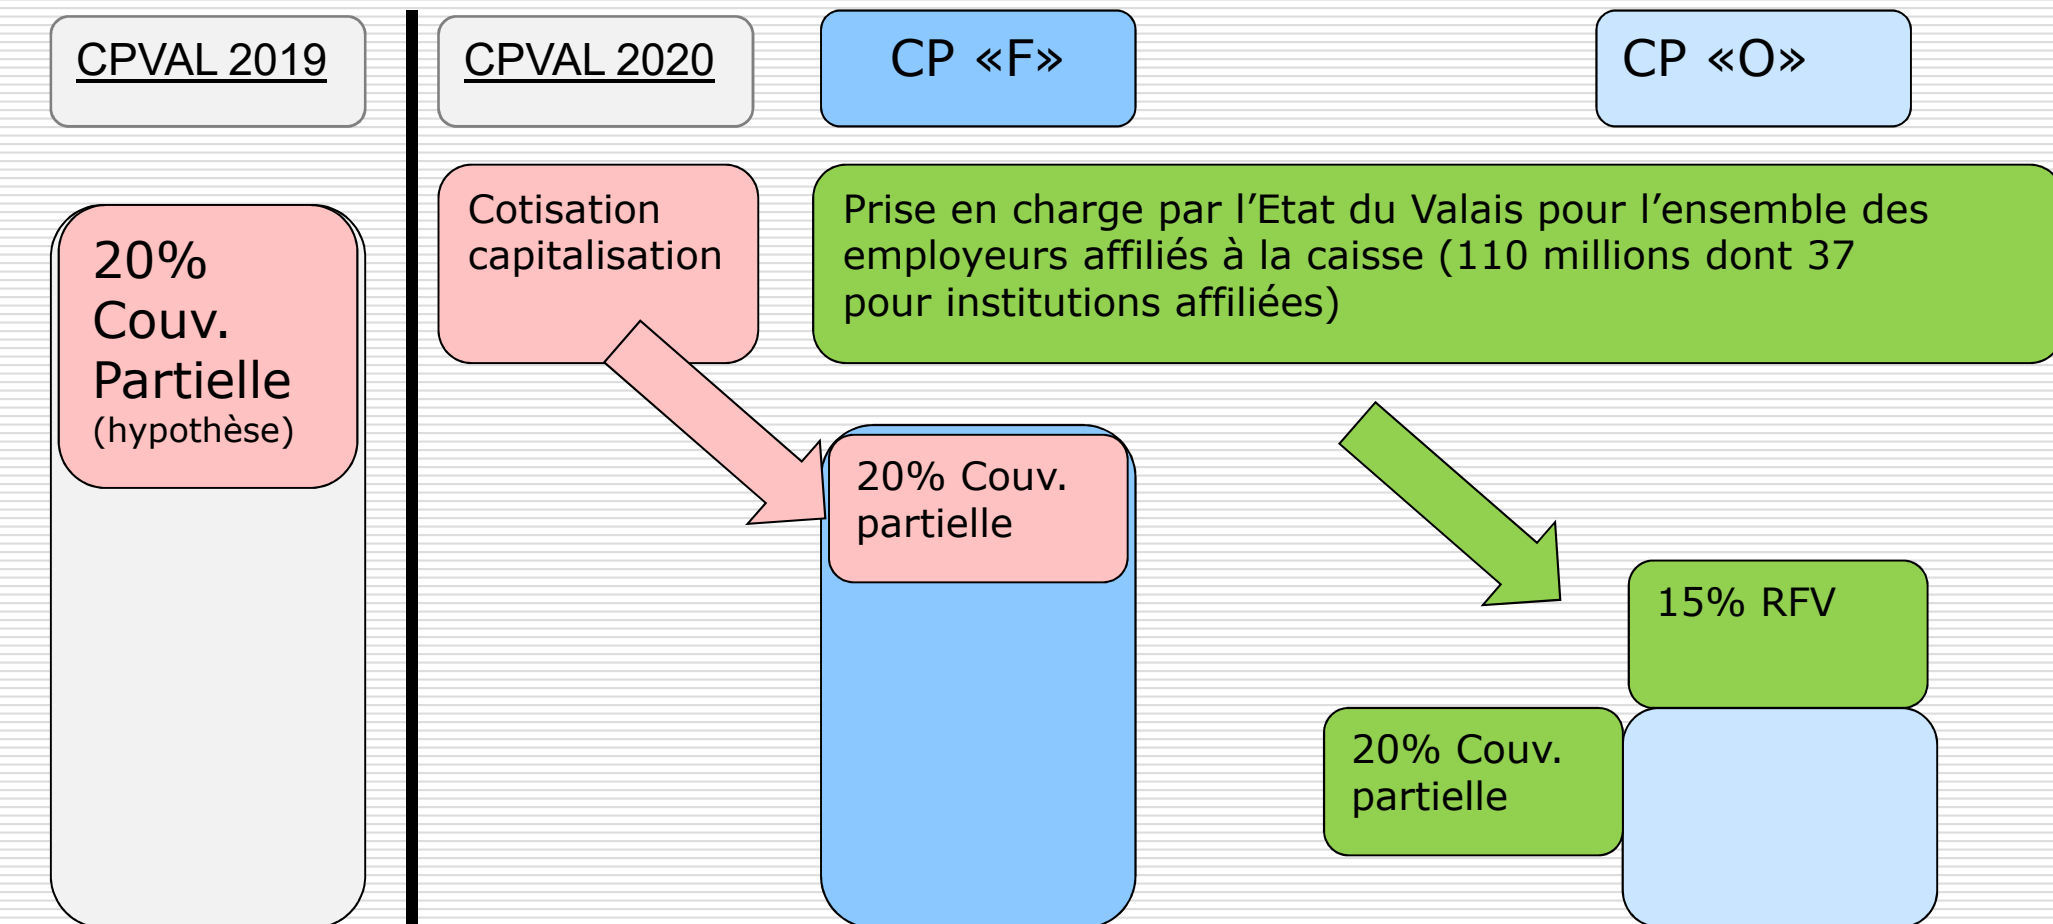 CPVAL 2019
CPVAL 2020
CP «F»
CP «O»
20%
Couv.
Partielle
(hypothèse)
Cotisation
capitalisation
Prise en charge par l’Etat du Valais pour l’ensemble des
employeurs affiliés à la caisse (110 millions dont 37
pour institutions affiliées)
20% Couv.
partielle
15% RFV
20% Couv.
partielle